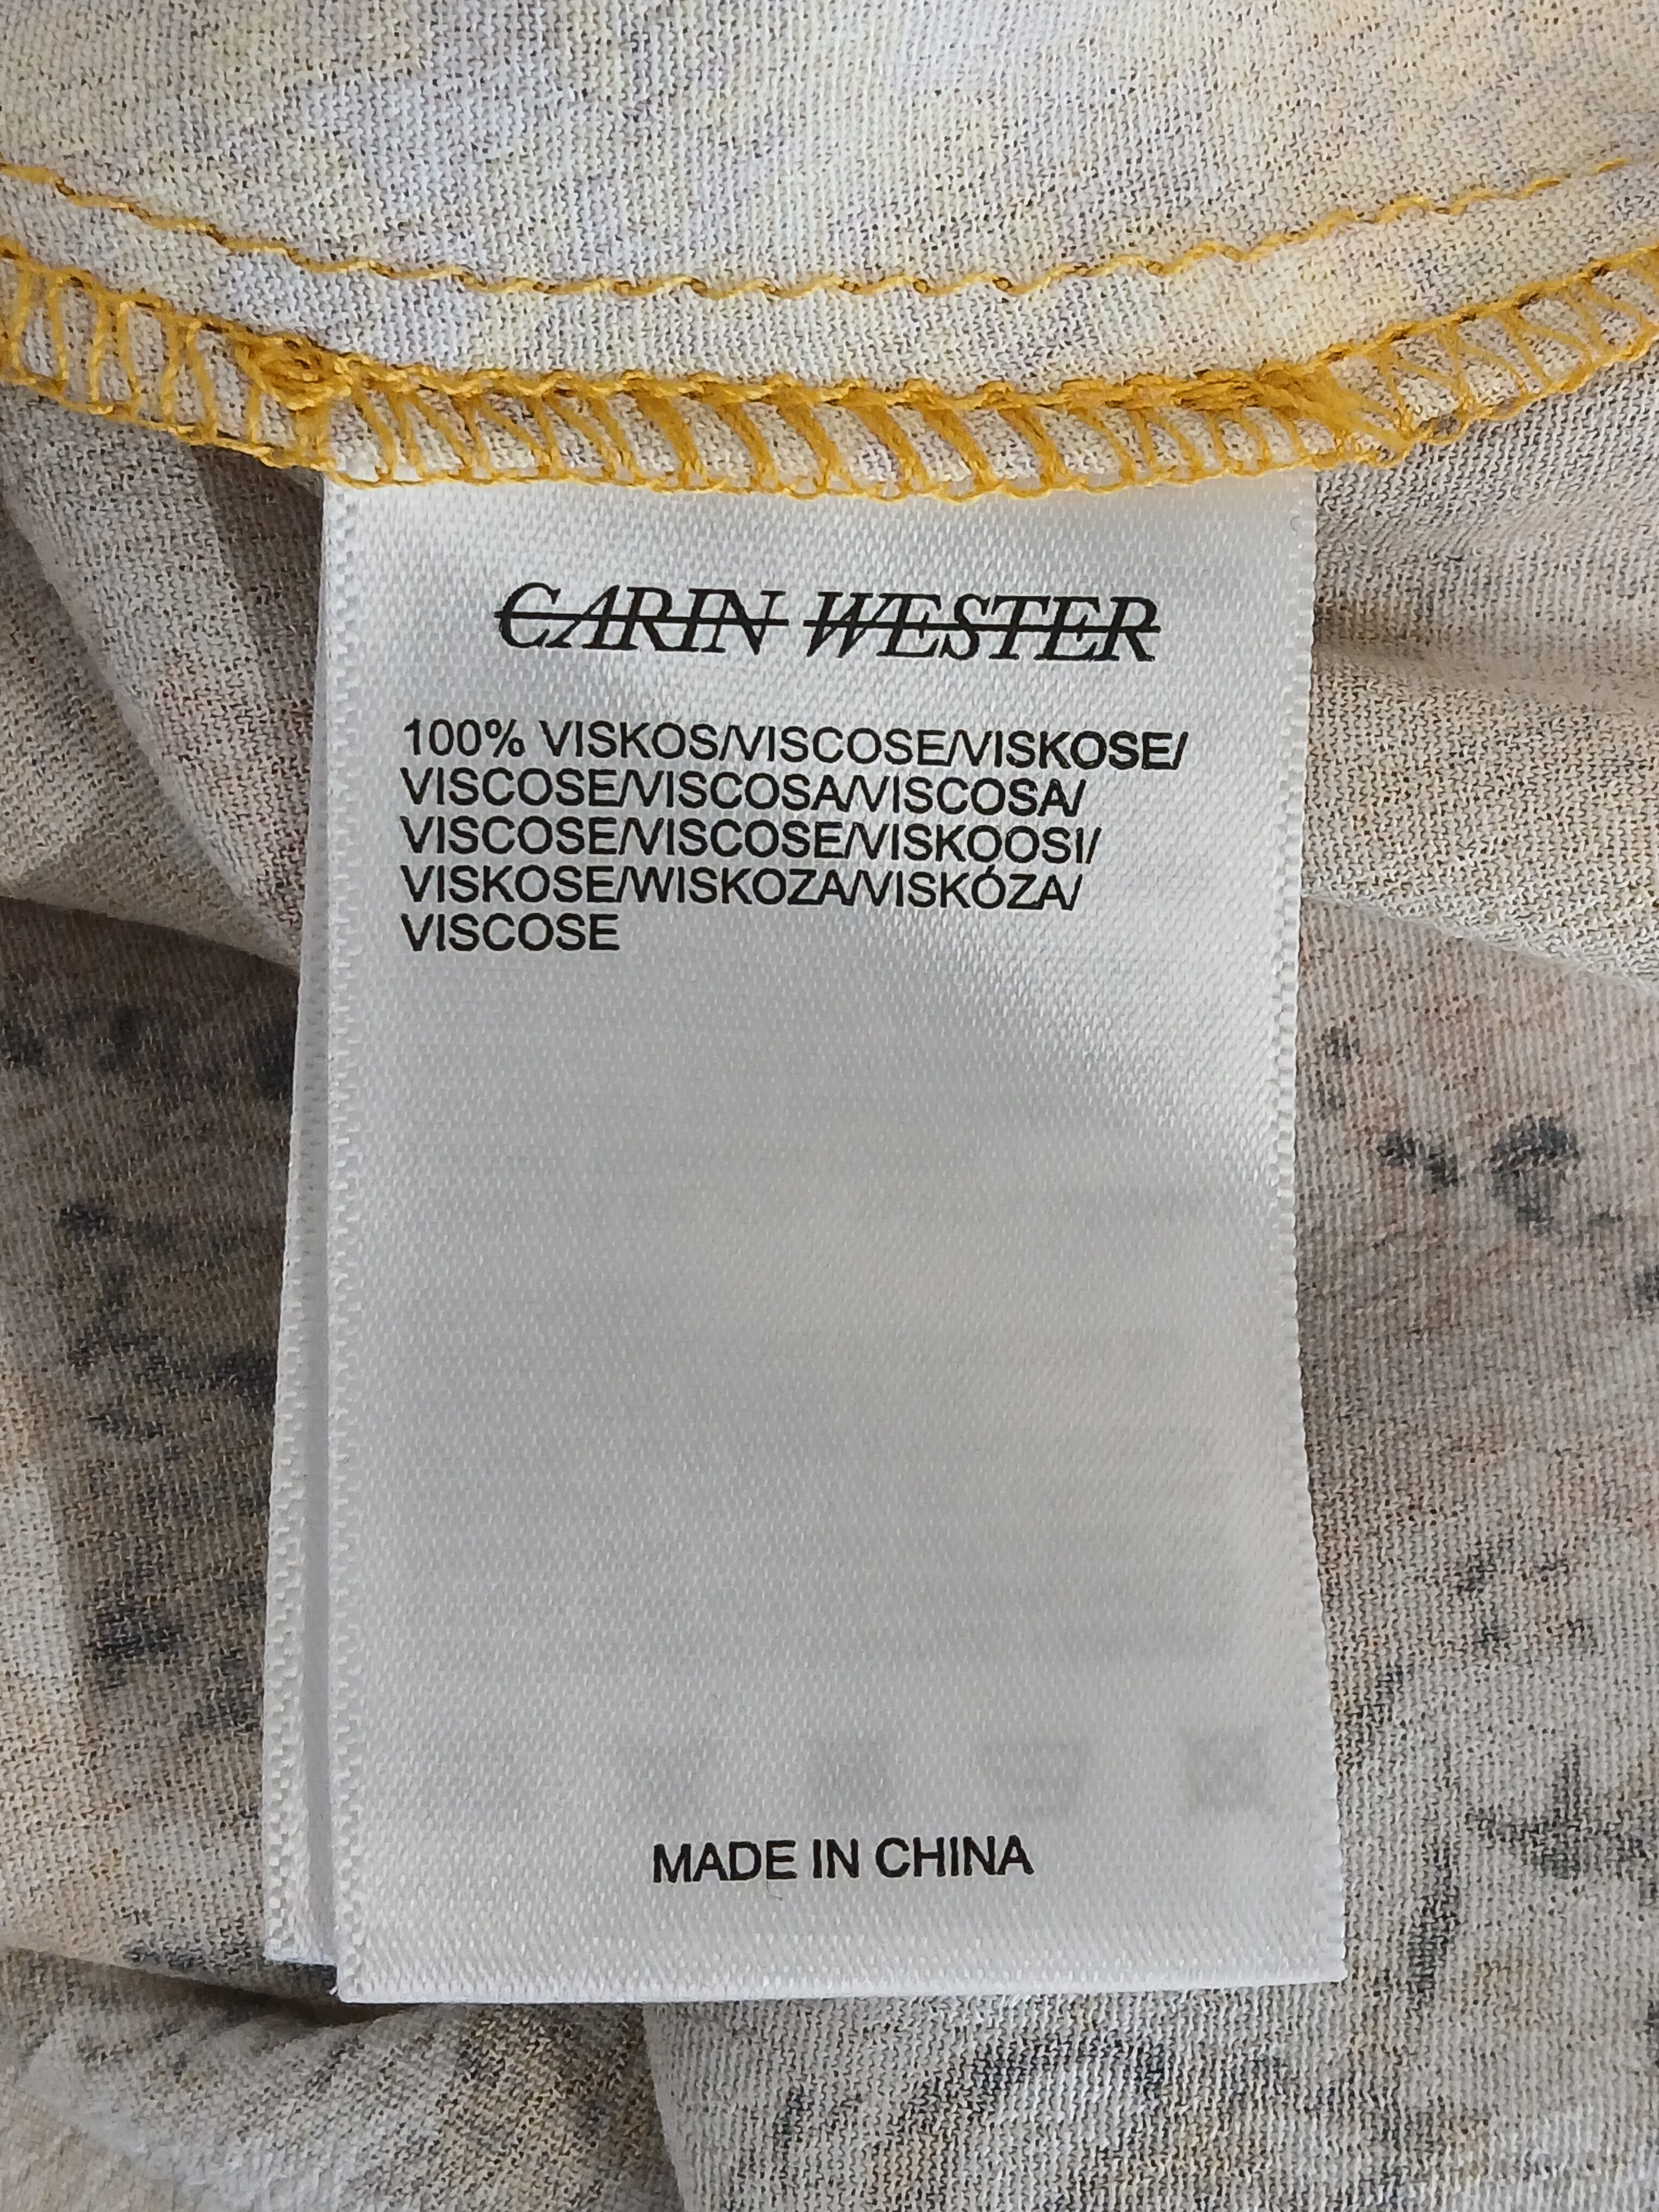 CARIN WESTER
100% VISKOS/VISCOSE/VISKOSE/
VISCOSE/VISCOSA/VISCOSA/
VISCOSE/VISCOSE/VISKOOSI/
VISKOSE/WISKOZA/VISKÓZA/
VISCOSE
MADE IN CHINA